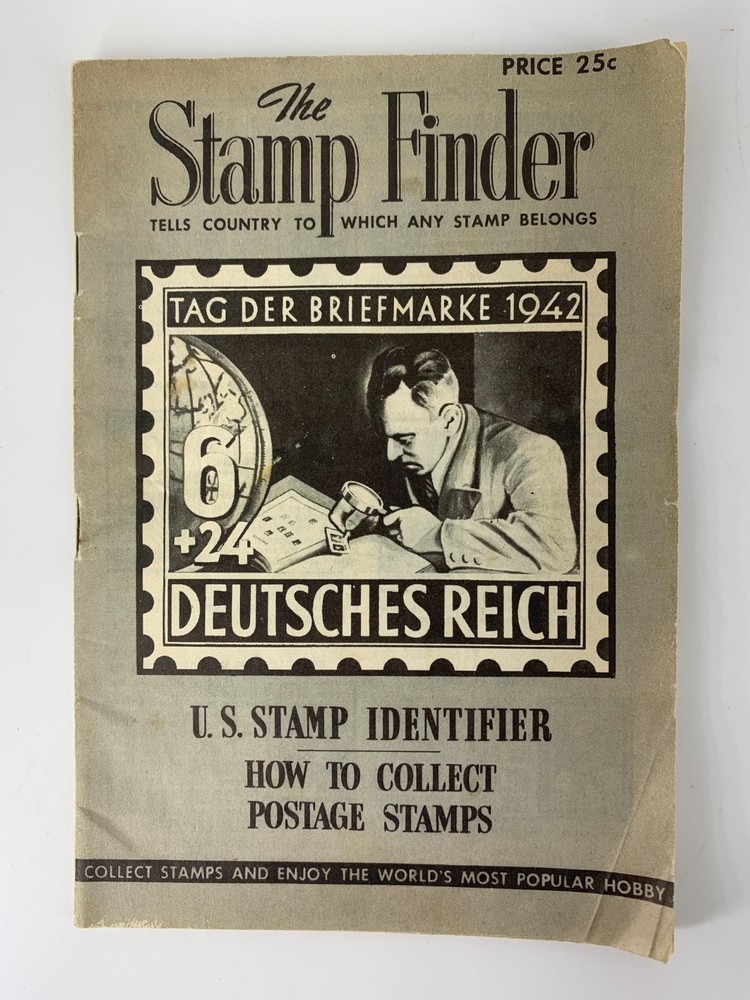 PRICE 25c
The
Stamp Finder
TELLS COUNTRY TO WHICH ANY STAMP BELONGS
TAG DER BRIEFMARKE 1942
6
+24
DEUTSCHES REICH
U. S. STAMP IDENTIFIER
HOW TO COLLECT
POSTAGE STAMPS
COLLECT STAMPS AND ENJOY THE WORLD'S MOST POPULAR HOBBY